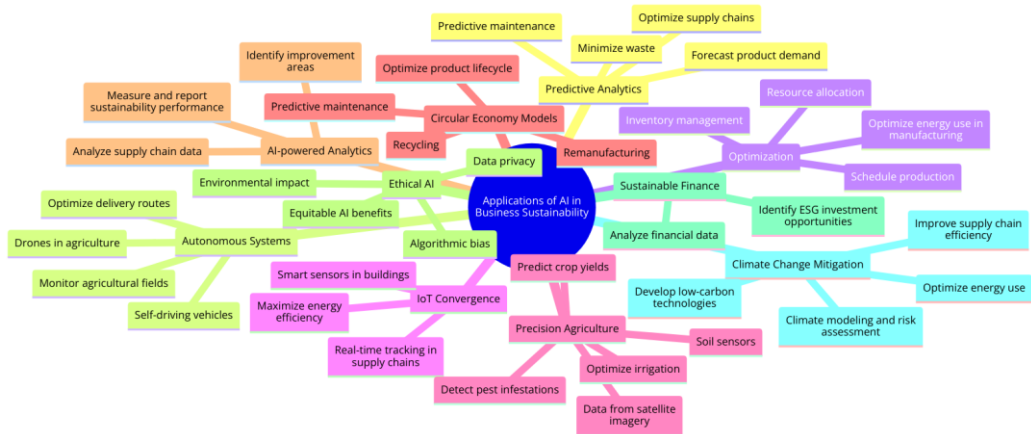 Optimize supply chains
Predictive maintenance
Minimize waste
Forecast product demand
Predictive Analytics
Identify improvement
areas
Optimize product lifecycle
Measure and report
sustainability performance
Predictive maintenance
Circular Economy Models
Recycling
Remanufacturing
Analyze supply chain data
AI-powered Analytics
Resource allocation
Inventory management
Optimize energy use in
manufacturing
Optimization
Schedule production
Data privacy
Environmental impact
Ethical AI
Equitable AI benefits
Algorithmic bias
Applications of AI in
Business Sustainability
Sustainable Finance
Identify ESG investment
opportunities
Analyze financial data
Optimize delivery routes
Drones in agriculture
Autonomous Systems
Monitor agricultural fields
Self-driving vehicles
Improve supply chain
efficiency
Climate Change Mitigation
Develop low-carbon
technologies
Optimize energy use
Climate modeling and risk
assessment
Smart sensors in buildings
IoT Convergence
Maximize energy
efficiency
Real-time tracking in
supply chains
Predict crop yields
Precision Agriculture
Soil sensors
Optimize irrigation
Detect pest infestations
Data from satellite
imagery